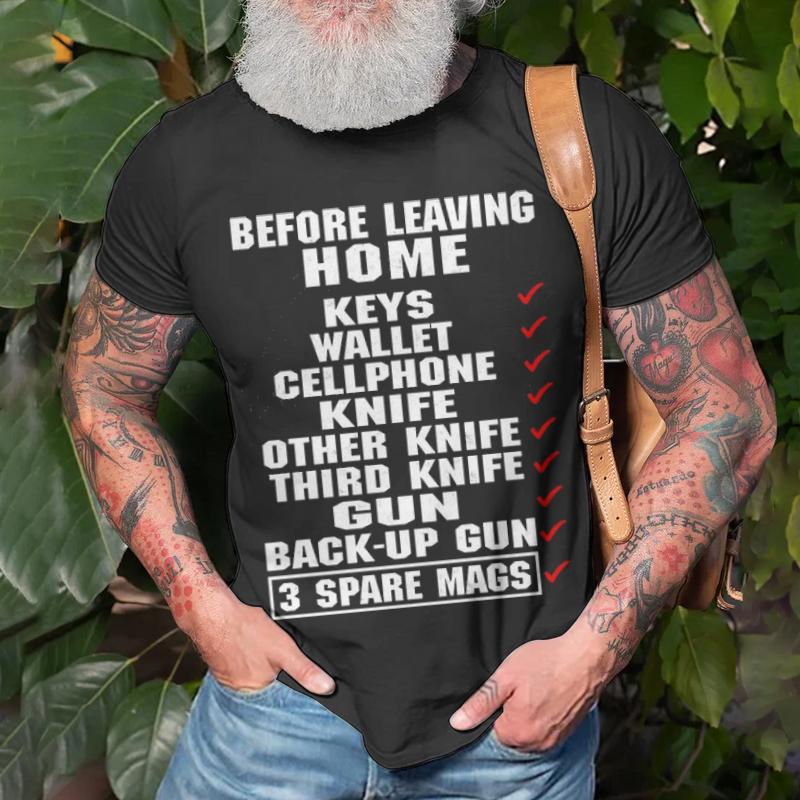 BEFORE LEAVING
HOME
KEYS ✓
WALLET ✓
CELLPHONE ✓
KNIFE ✓
OTHER KNIFE ✓
THIRD KNIFE ✓
GUN ✓
BACK-UP GUN ✓
3 SPARE MAGS ✓